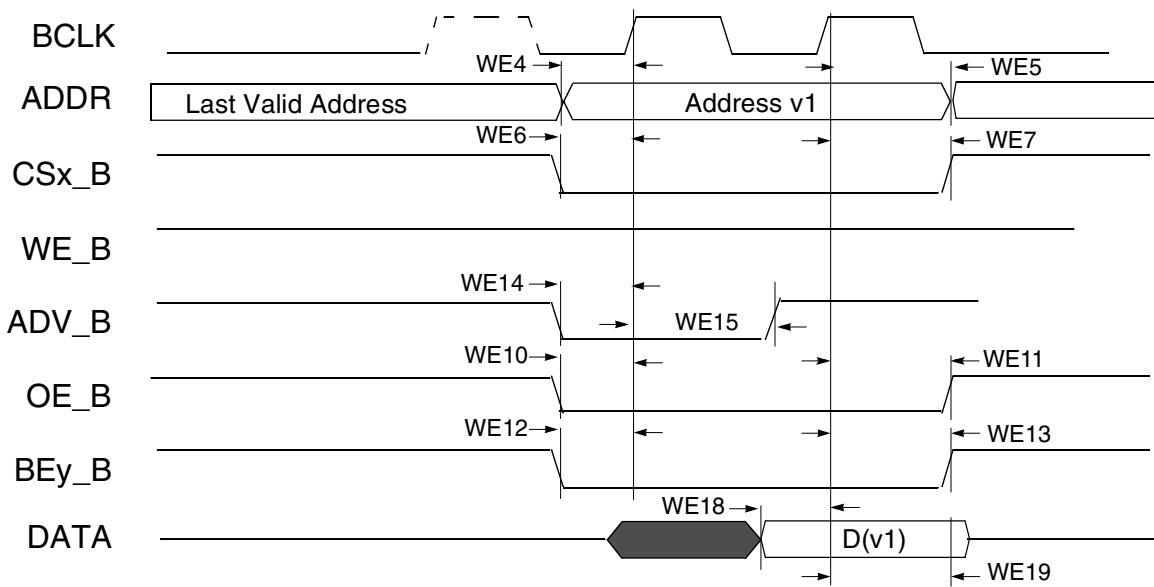 BCLK
WE4
WE5
ADDR
Last Valid Address
Address v1
WE6
WE7
CSx_B
WE_B
WE14
ADV_B
WE15
WE10
WE11
OE_B
WE12
WE13
BEy_B
WE18
DATA
D(v1)
WE19